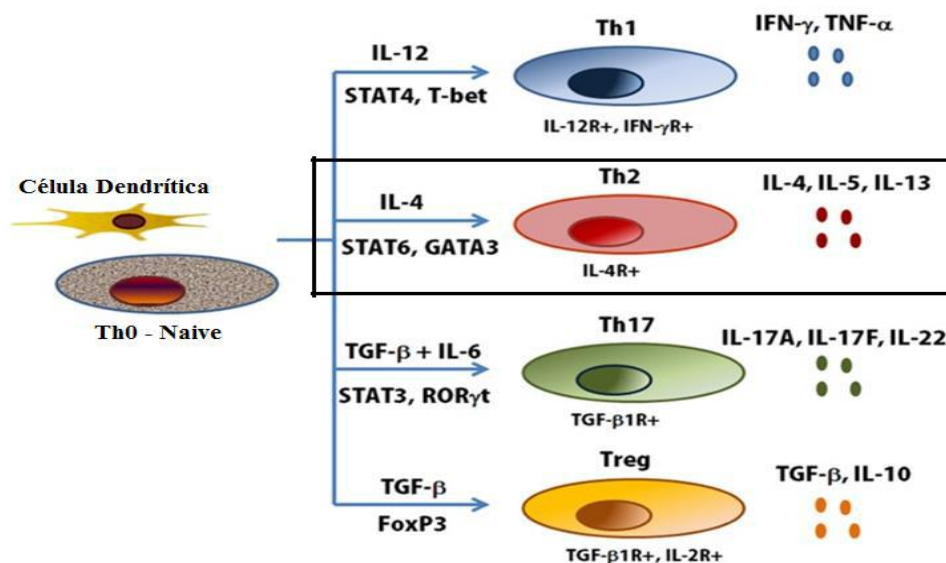 Célula Dendrítica
Th0 - Naive
IL-12
STAT4, T-bet
Th1
IL-12R+, IFN-γR+
IFN-γ, TNF-α
IL-4
STAT6, GATA3
Th2
IL-4R+
IL-4, IL-5, IL-13
TGF-β + IL-6
STAT3, RORγt
Th17
TGF-β1R+
IL-17A, IL-17F, IL-22
TGF-β
FoxP3
Treg
TGF-β1R+, IL-2R+
TGF-β, IL-10